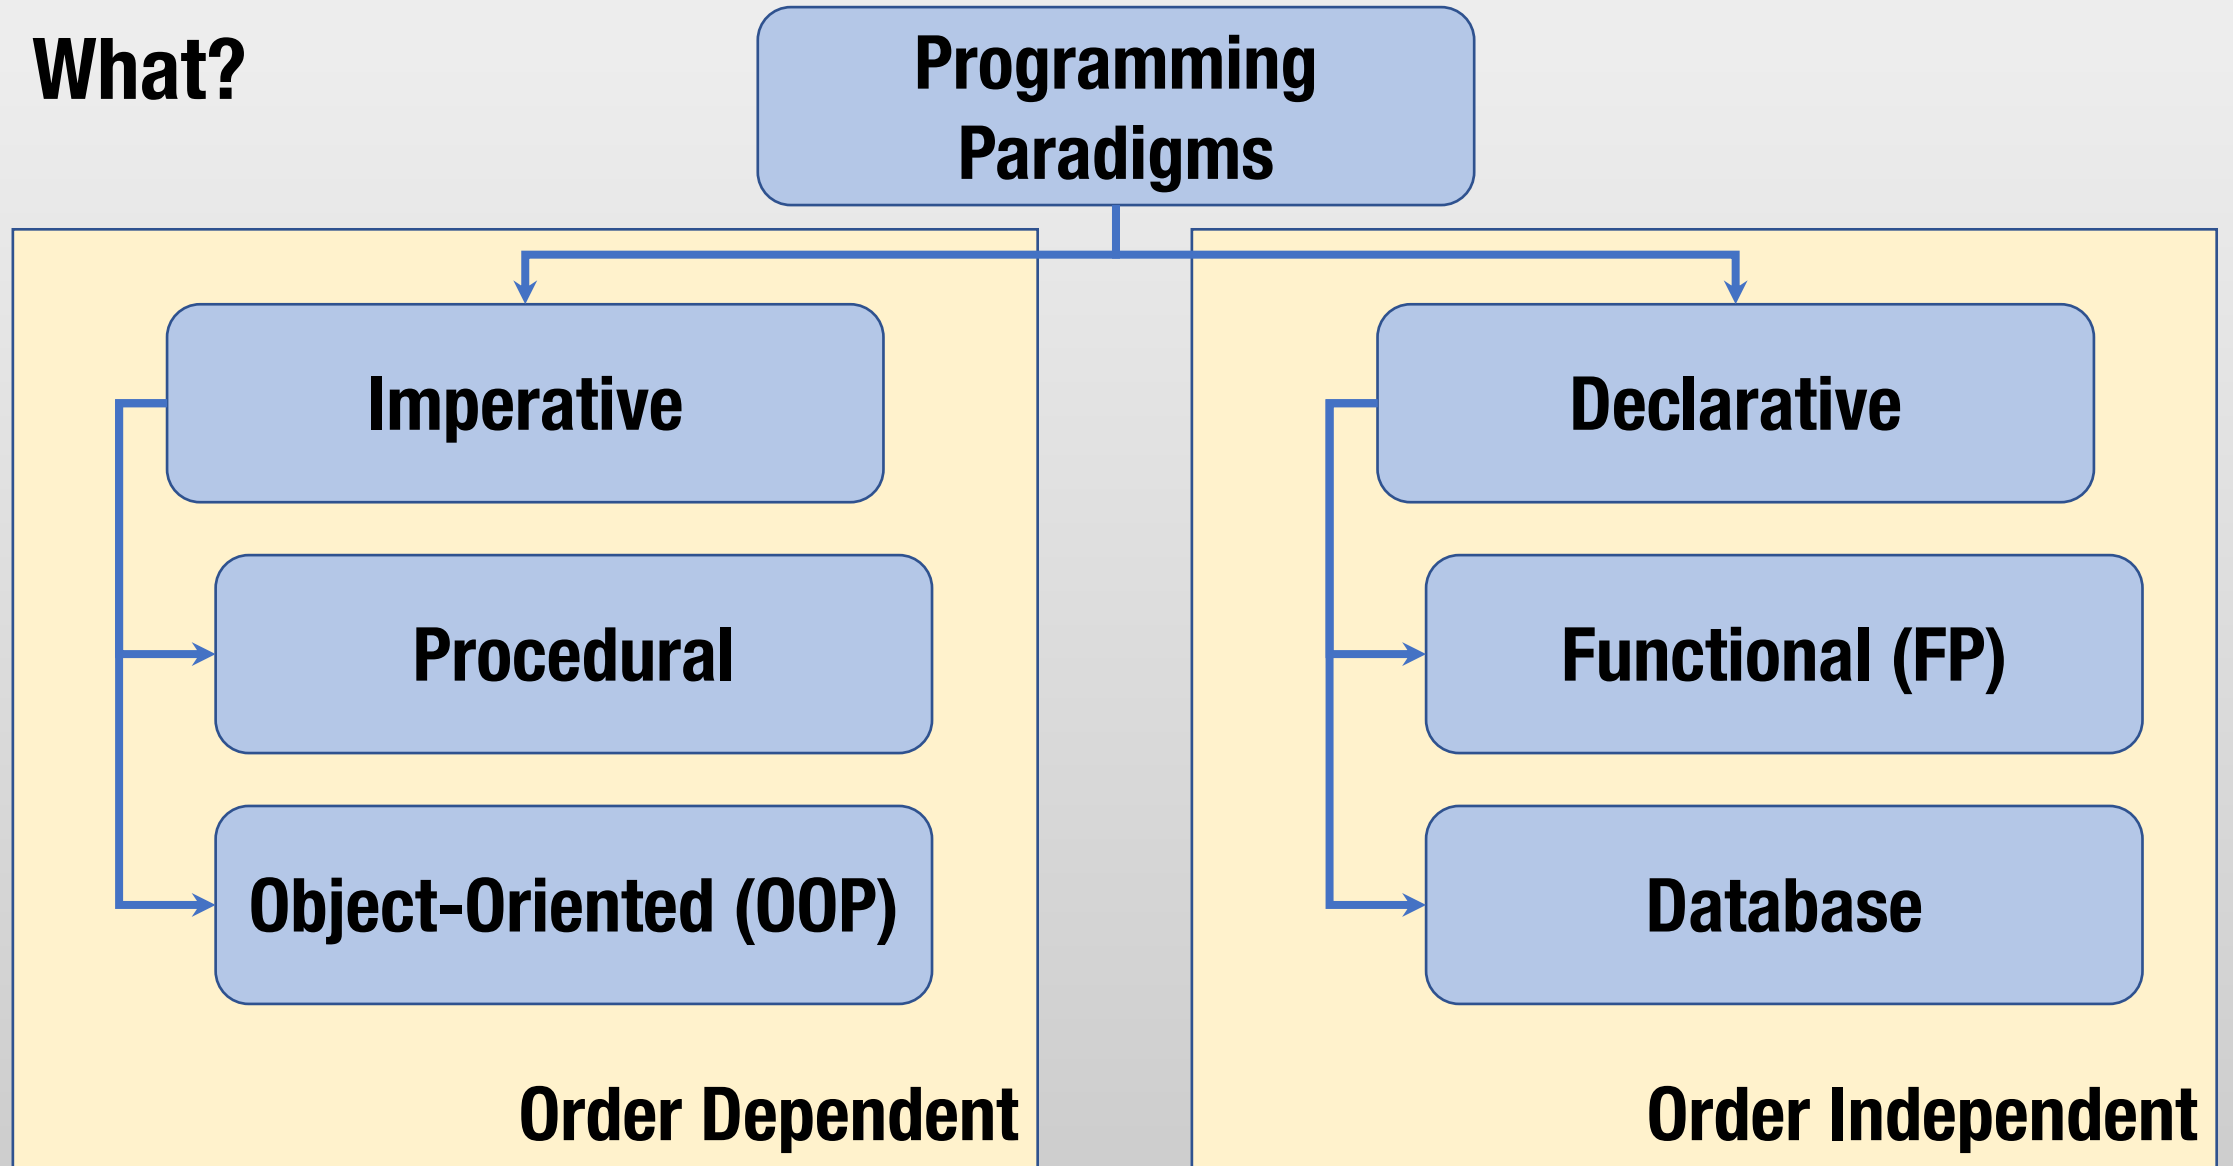 What?
Programming
Paradigms
Imperative
Procedural
Object-Oriented (OOP)
Order Dependent
Declarative
Functional (FP)
Database
Order Independent